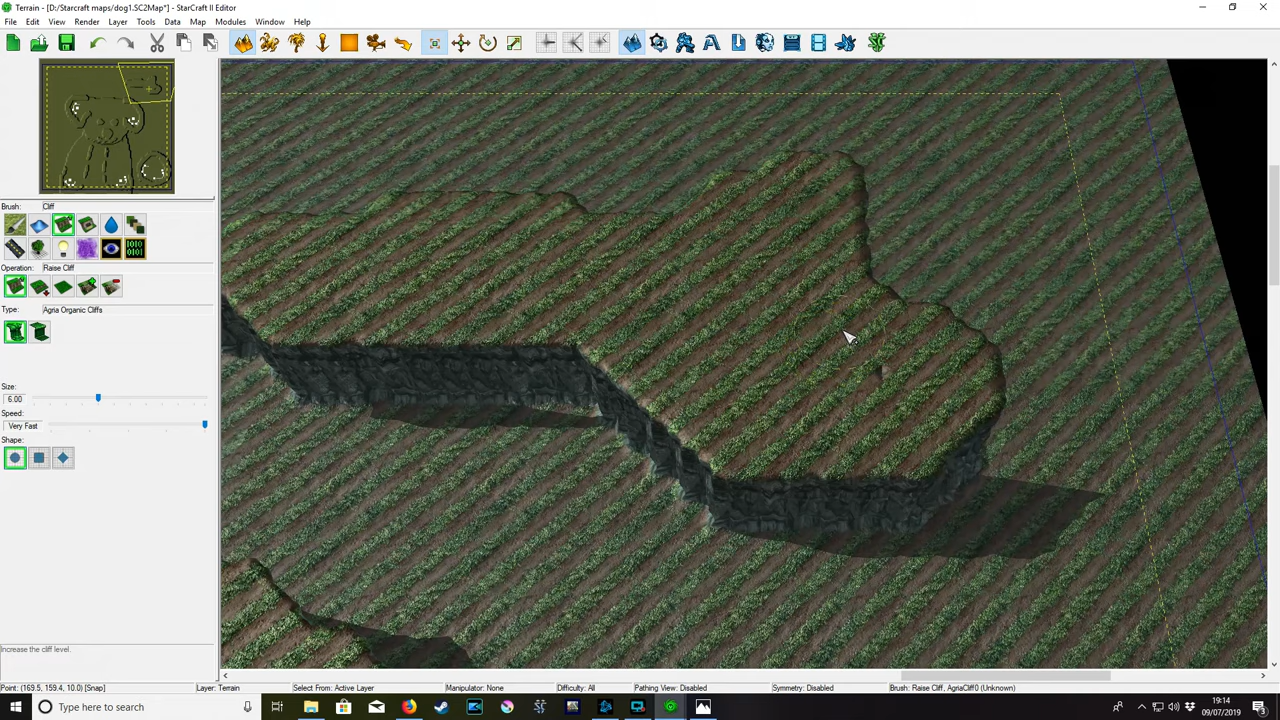 Terrain - [D:/Starcraft maps/dog1.SC2Map*] - StarCraft II Editor
File Edit View Render Layer Tools Data Map Modules Window Help
Brush: Cliff
Operation: Raise Cliff
Type: Agria Organic Cliffs
Size:
6.00
Speed:
Very Fast
Shape:
Increase the cliff level.
Point: (169.5, 159.4, 10.0) [Snap] Layer: Terrain Select From: Active Layer Manipulator: None Difficulty: All Pathing View: Disabled Symmetry: Disabled Brush: Raise Cliff, AgriaCliff0 (Unknown)
Type here to search
19:14
09/07/2019